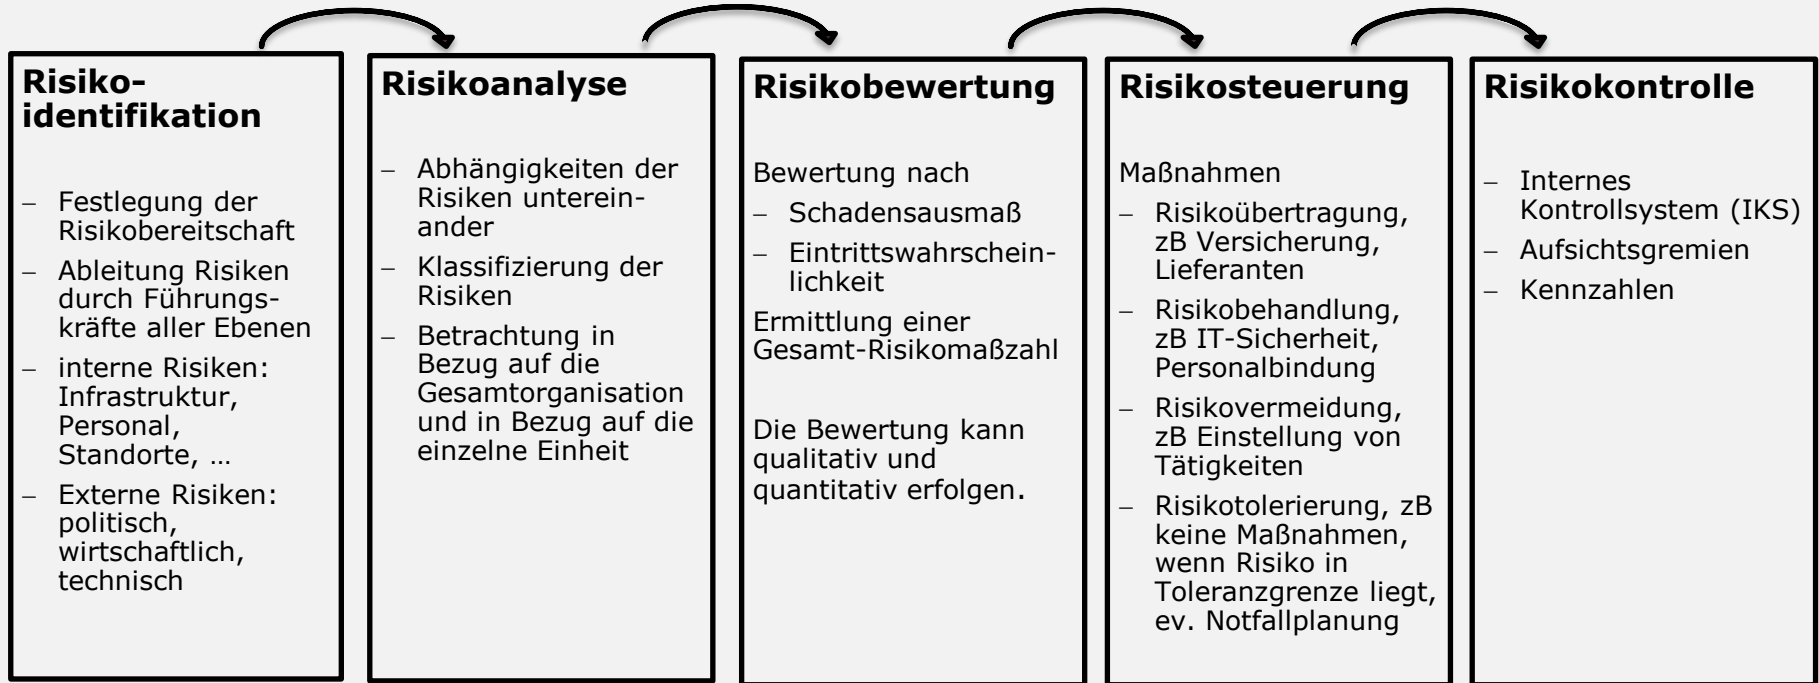 Risiko-
identifikation
– Festlegung der
Risikobereitschaft
– Ableitung Risiken
durch Führungs-
kräfte aller Ebenen
– interne Risiken:
Infrastruktur,
Personal,
Standorte, …
– Externe Risiken:
politisch,
wirtschaftlich,
technisch
Risikoanalyse
– Abhängigkeiten der
Risiken unterein-
ander
– Klassifizierung der
Risiken
– Betrachtung in
Bezug auf die
Gesamtorganisation
und in Bezug auf die
einzelne Einheit
Risikobewertung
Bewertung nach
– Schadensausmaß
– Eintrittswahrschein-
lichkeit
Ermittlung einer
Gesamt-Risikomaßzahl
Die Bewertung kann
qualitativ und
quantitativ erfolgen.
Risikosteuerung
Maßnahmen
– Risikoübertragung,
zB Versicherung,
Lieferanten
– Risikobehandlung,
zB IT-Sicherheit,
Personalbindung
– Risikovermeidung,
zB Einstellung von
Tätigkeiten
– Risikotolerierung, zB
keine Maßnahmen,
wenn Risiko in
Toleranzgrenze liegt,
ev. Notfallplanung
Risikokontrolle
– Internes
Kontrollsystem (IKS)
– Aufsichtsgremien
– Kennzahlen